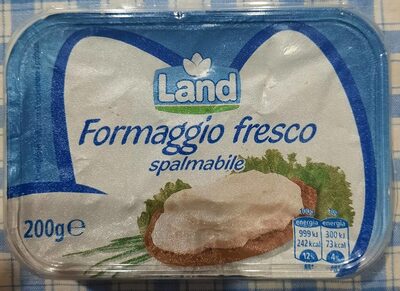 Land
Formaggio fresco
spalmabile
200g e
energia energia
999 kJ 300 kJ
242 kcal 73 kcal
12% 4%